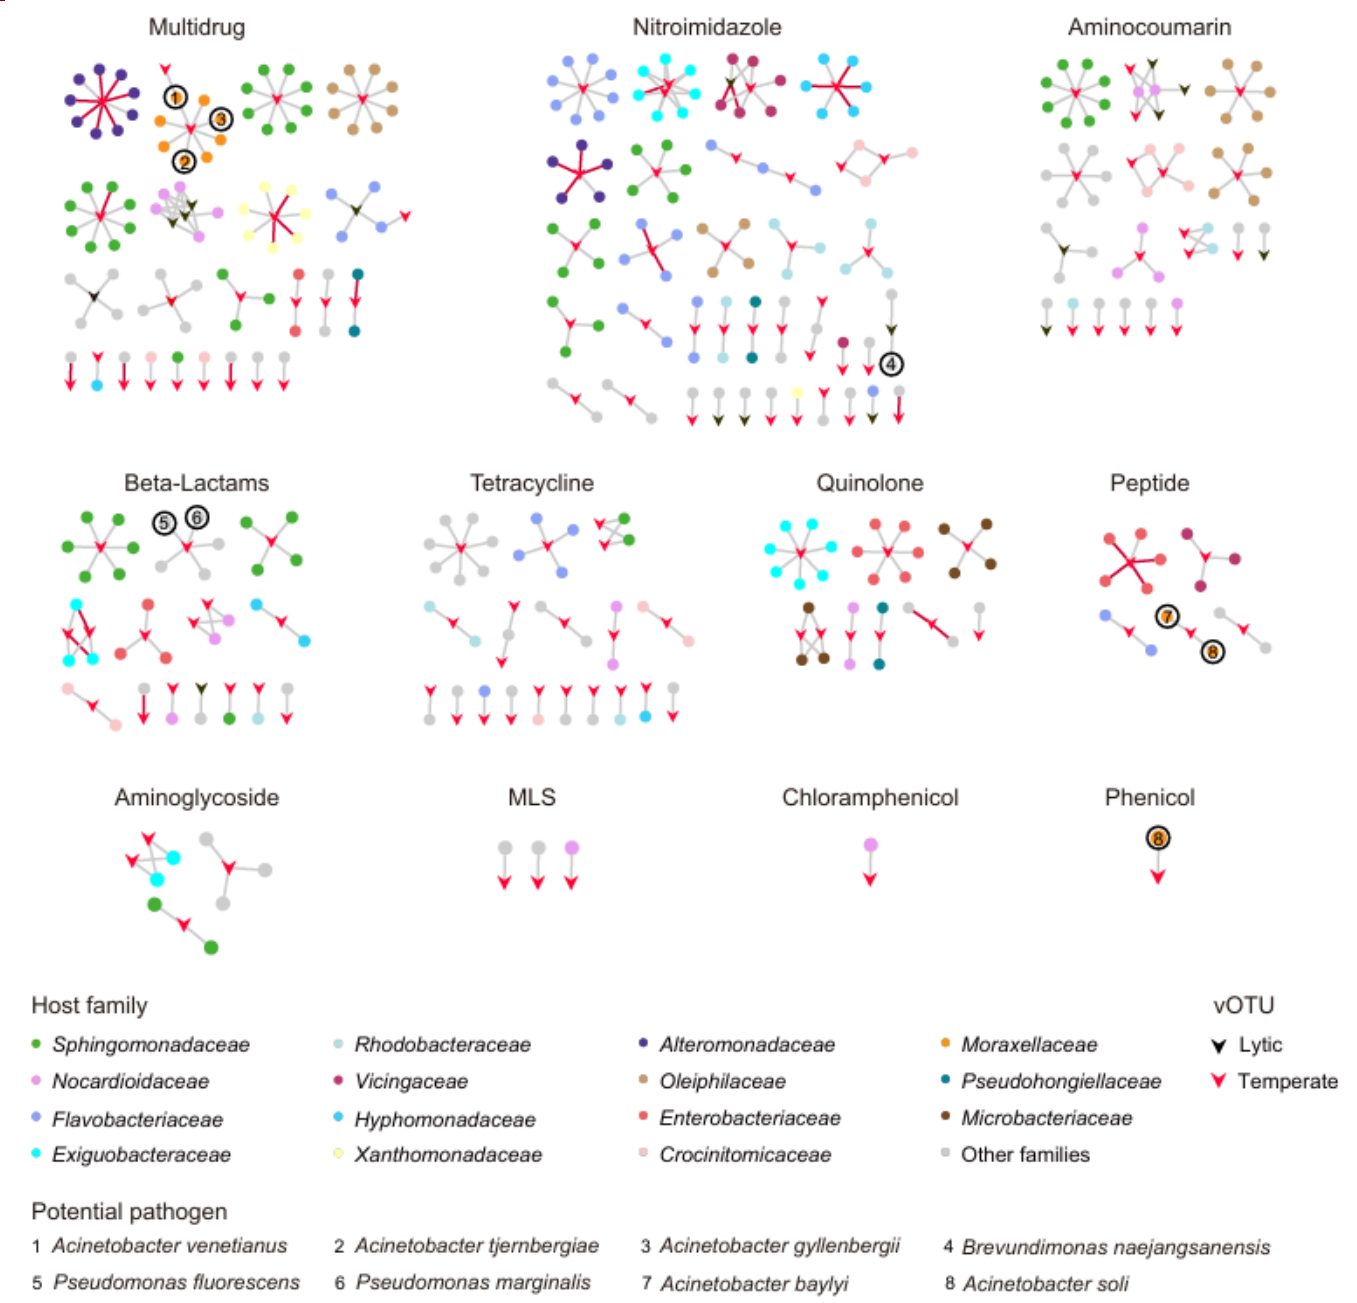 Multidrug Nitroimidazole Aminocoumarin
1
3
2
4
Beta-Lactams Tetracycline Quinolone Peptide
5 6
7
8
Aminoglycoside MLS Chloramphenicol Phenicol
8
Host family vOTU
Sphingomonadaceae Rhodobacteraceae Alteromonadaceae Moraxellaceae Lytic
Nocardioidaceae Vicingaceae Oleiphilaceae Pseudohongiellaceae Temperate
Flavobacteriaceae Hyphomonadaceae Enterobacteriaceae Microbacteriaceae
Exiguobacteraceae Xanthomonadaceae Crocinitomicaceae Other families
Potential pathogen
1 Acinetobacter venetianus 2 Acinetobacter tjernbergiae 3 Acinetobacter gyllenbergii 4 Brevundimonas naejangsanensis
5 Pseudomonas fluorescens 6 Pseudomonas marginalis 7 Acinetobacter baylyi 8 Acinetobacter soli